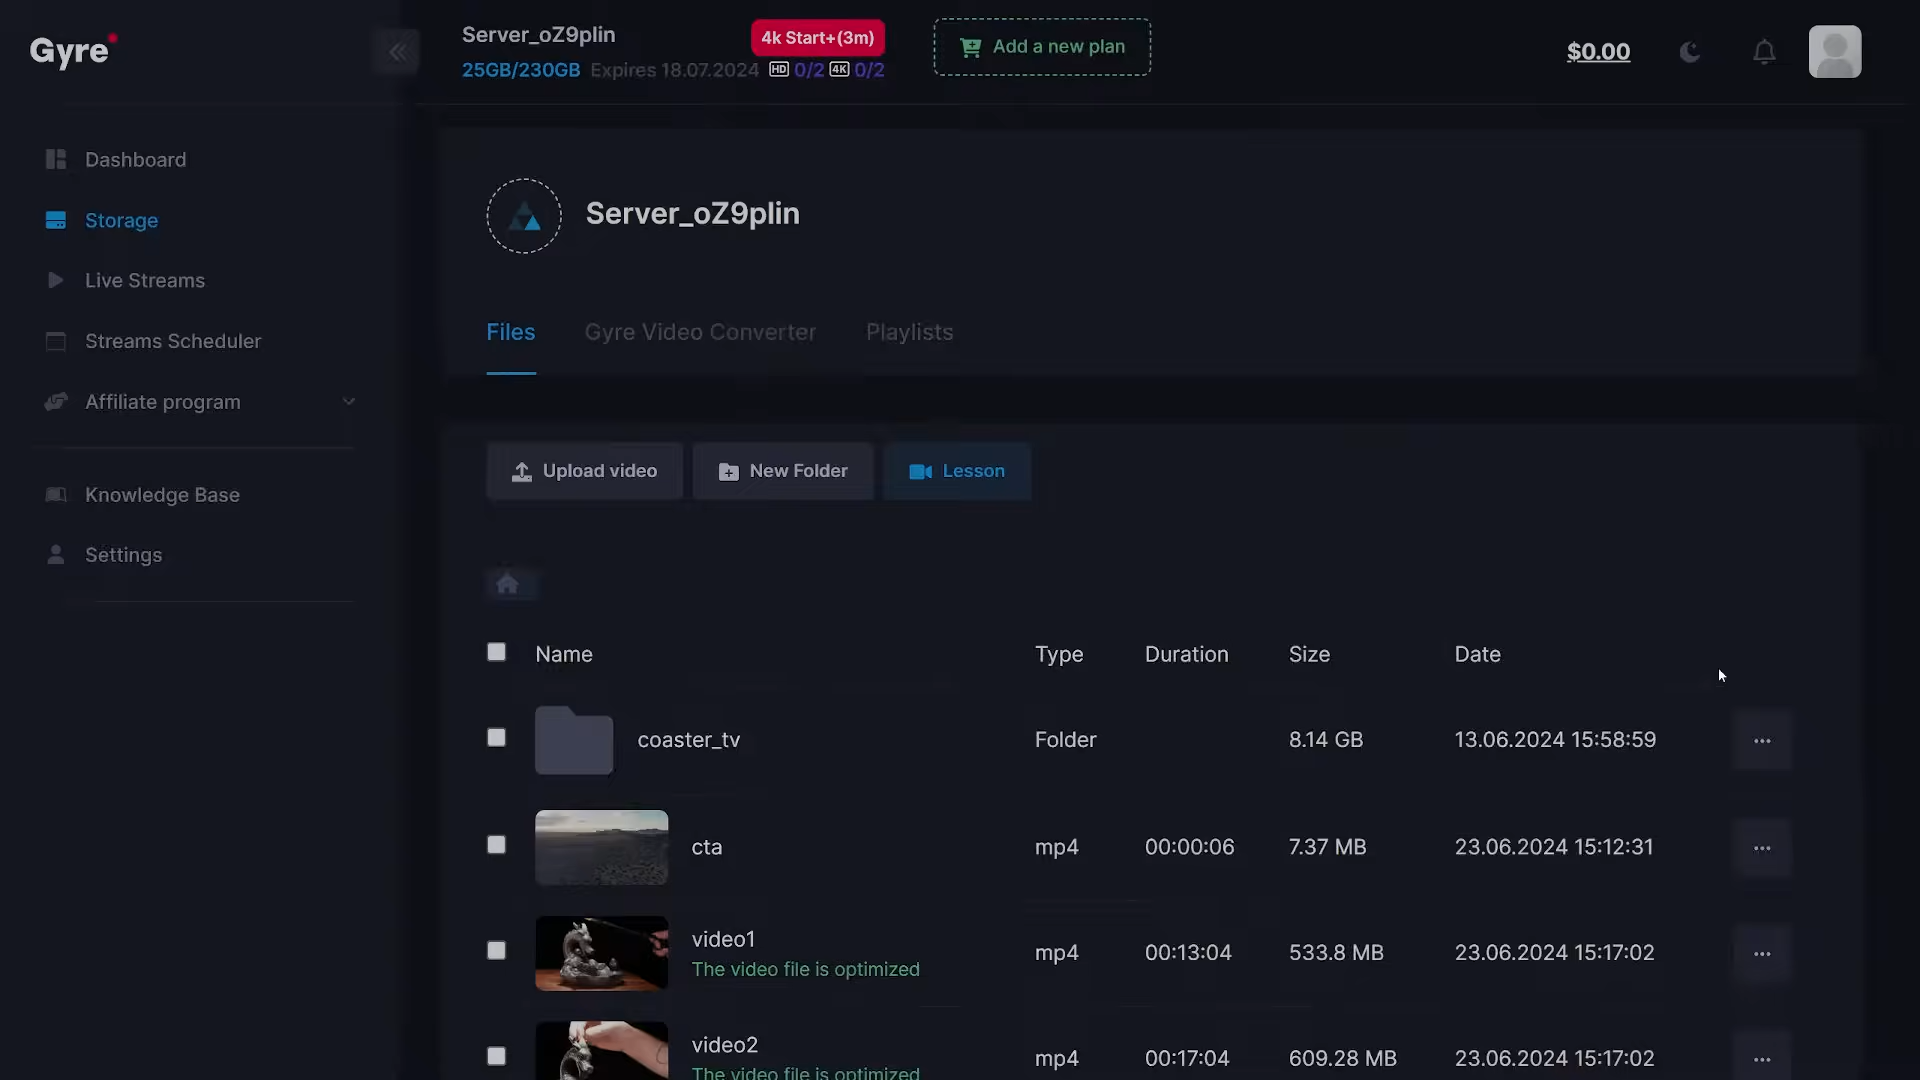 Gyre
Server_oZ9plin
4k Start+(3m)
25GB/230GB Expires 18.07.2024 HD 0/2 4K 0/2
Add a new plan
$0.00
Dashboard
Storage
Live Streams
Streams Scheduler
Affiliate program
Knowledge Base
Settings
Server_oZ9plin
Files Gyre Video Converter Playlists
Upload video New Folder Lesson
Name Type Duration Size Date
coaster_tv Folder 8.14 GB 13.06.2024 15:58:59
cta mp4 00:00:06 7.37 MB 23.06.2024 15:12:31
video1 mp4 00:13:04 533.8 MB 23.06.2024 15:17:02
The video file is optimized
video2 mp4 00:17:04 609.28 MB 23.06.2024 15:17:02
The video file is optimized